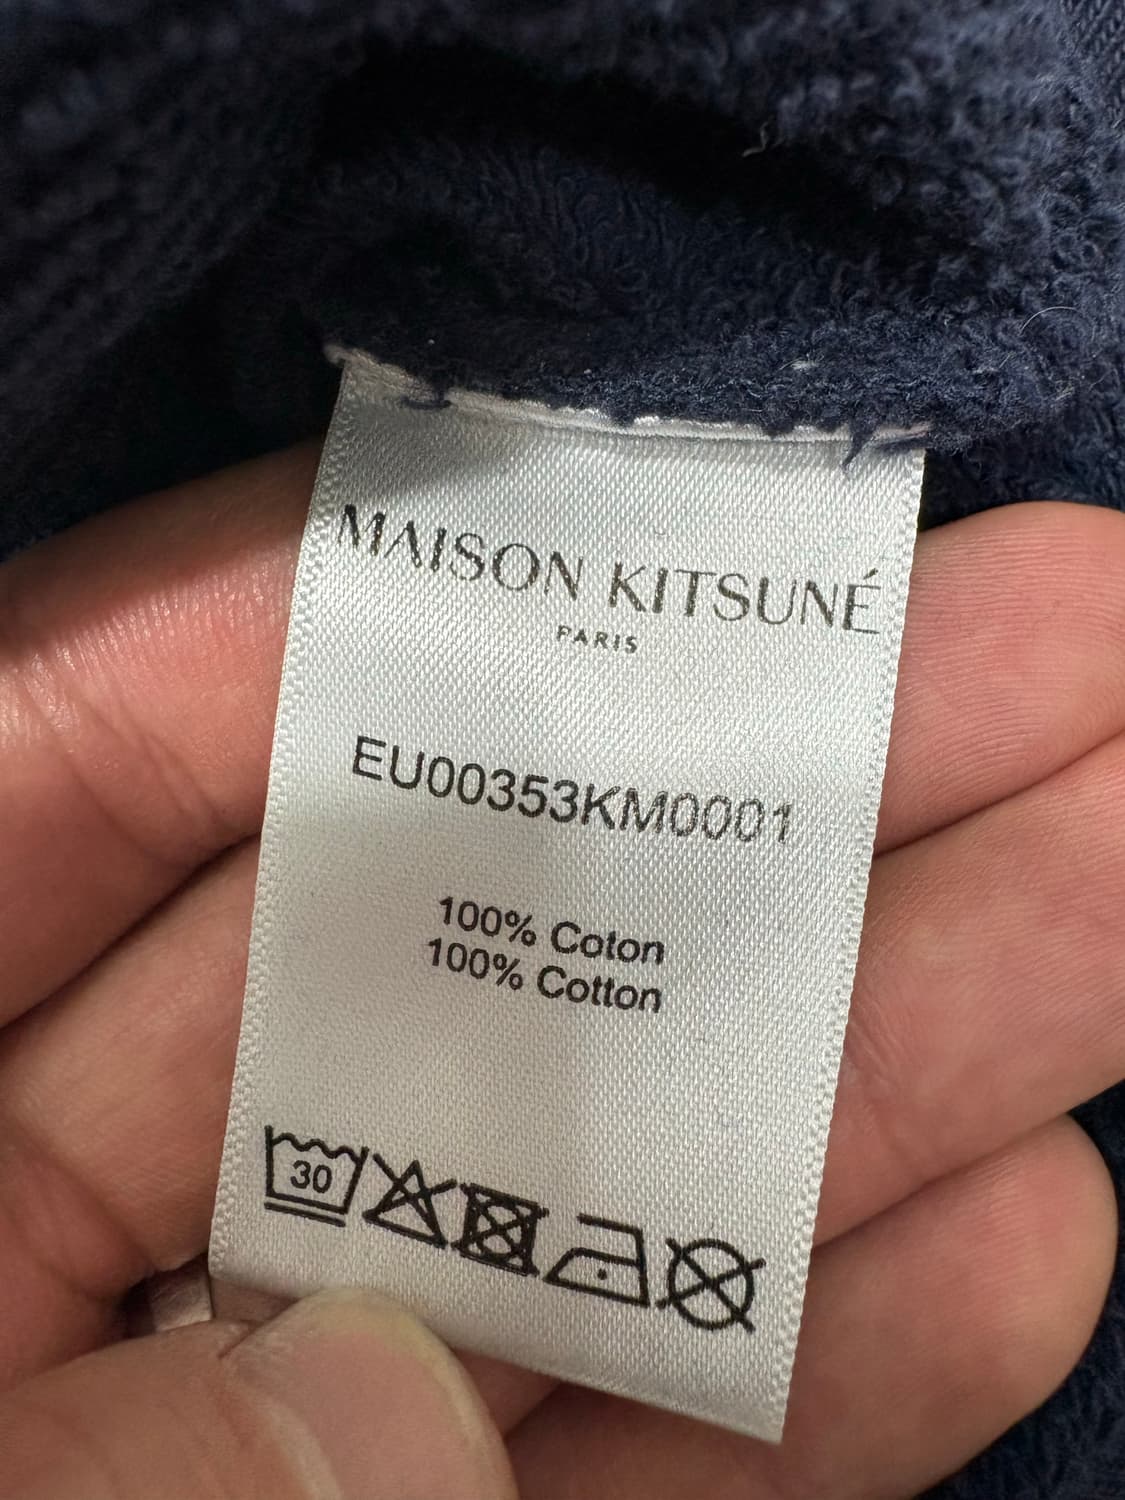 MAISON KITSUNÉ
PARIS
EU00353KM0001
100% Coton
100% Cotton
30